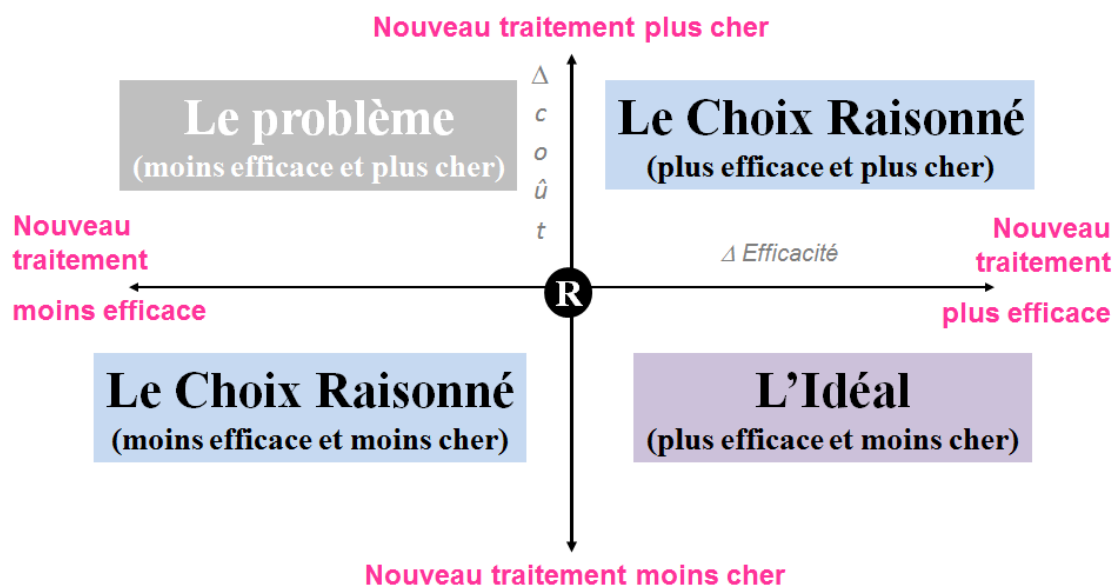 Nouveau traitement plus cher
Δ
c
o
û
t
Le problème
(moins efficace et plus cher)
Le Choix Raisonné
(plus efficace et plus cher)
Nouveau
traitement
moins efficace
Δ Efficacité
Nouveau
traitement
plus efficace
R
Le Choix Raisonné
(moins efficace et moins cher)
L’Idéal
(plus efficace et moins cher)
Nouveau traitement moins cher